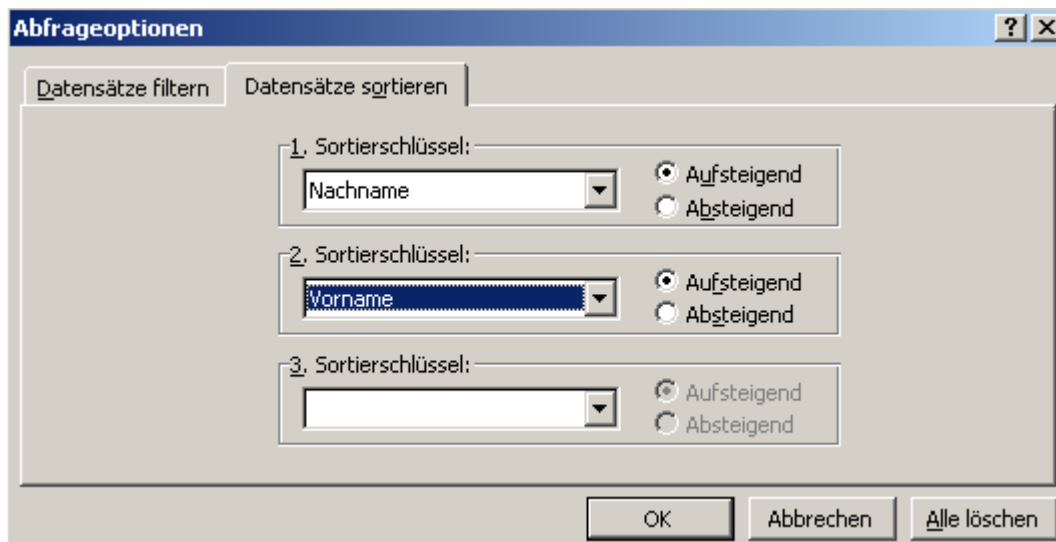 Abfrageoptionen
Datensätze filtern
Datensätze sortieren
1. Sortierschlüssel:
Nachname
Aufsteigend
Absteigend
2. Sortierschlüssel:
Vorname
Aufsteigend
Absteigend
3. Sortierschlüssel:
Aufsteigend
Absteigend
OK
Abbrechen
Alle löschen